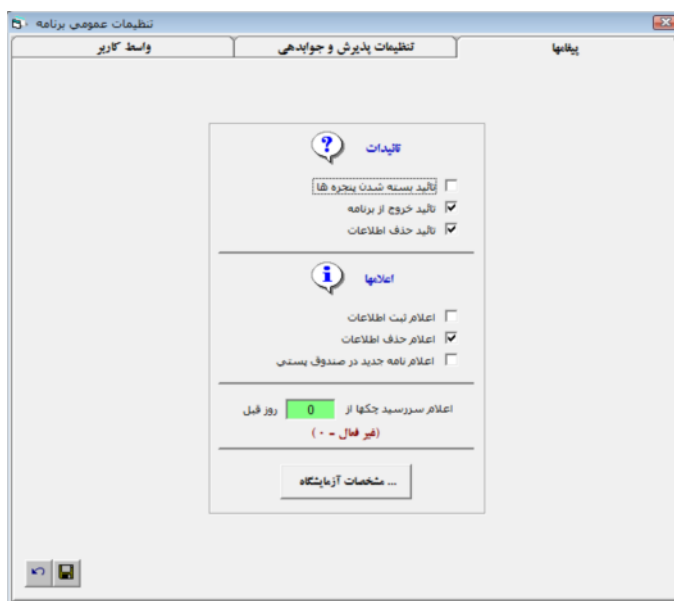 تنظیمات عمومی برنامه
پیغامها
تنظیمات پذیرش و جوابدهی
واسط کاربر
تائیدات
تائید بسته شدن پنجره ها
تائید خروج از برنامه
تائید حذف اطلاعات
اعلامها
اعلام ثبت اطلاعات
اعلام حذف اطلاعات
اعلام نامه جدید در صندوق پستی
اعلام سررسید چکها از 0 روز قبل
(غیر فعال - ۰)
مشخصات آزمایشگاه ...